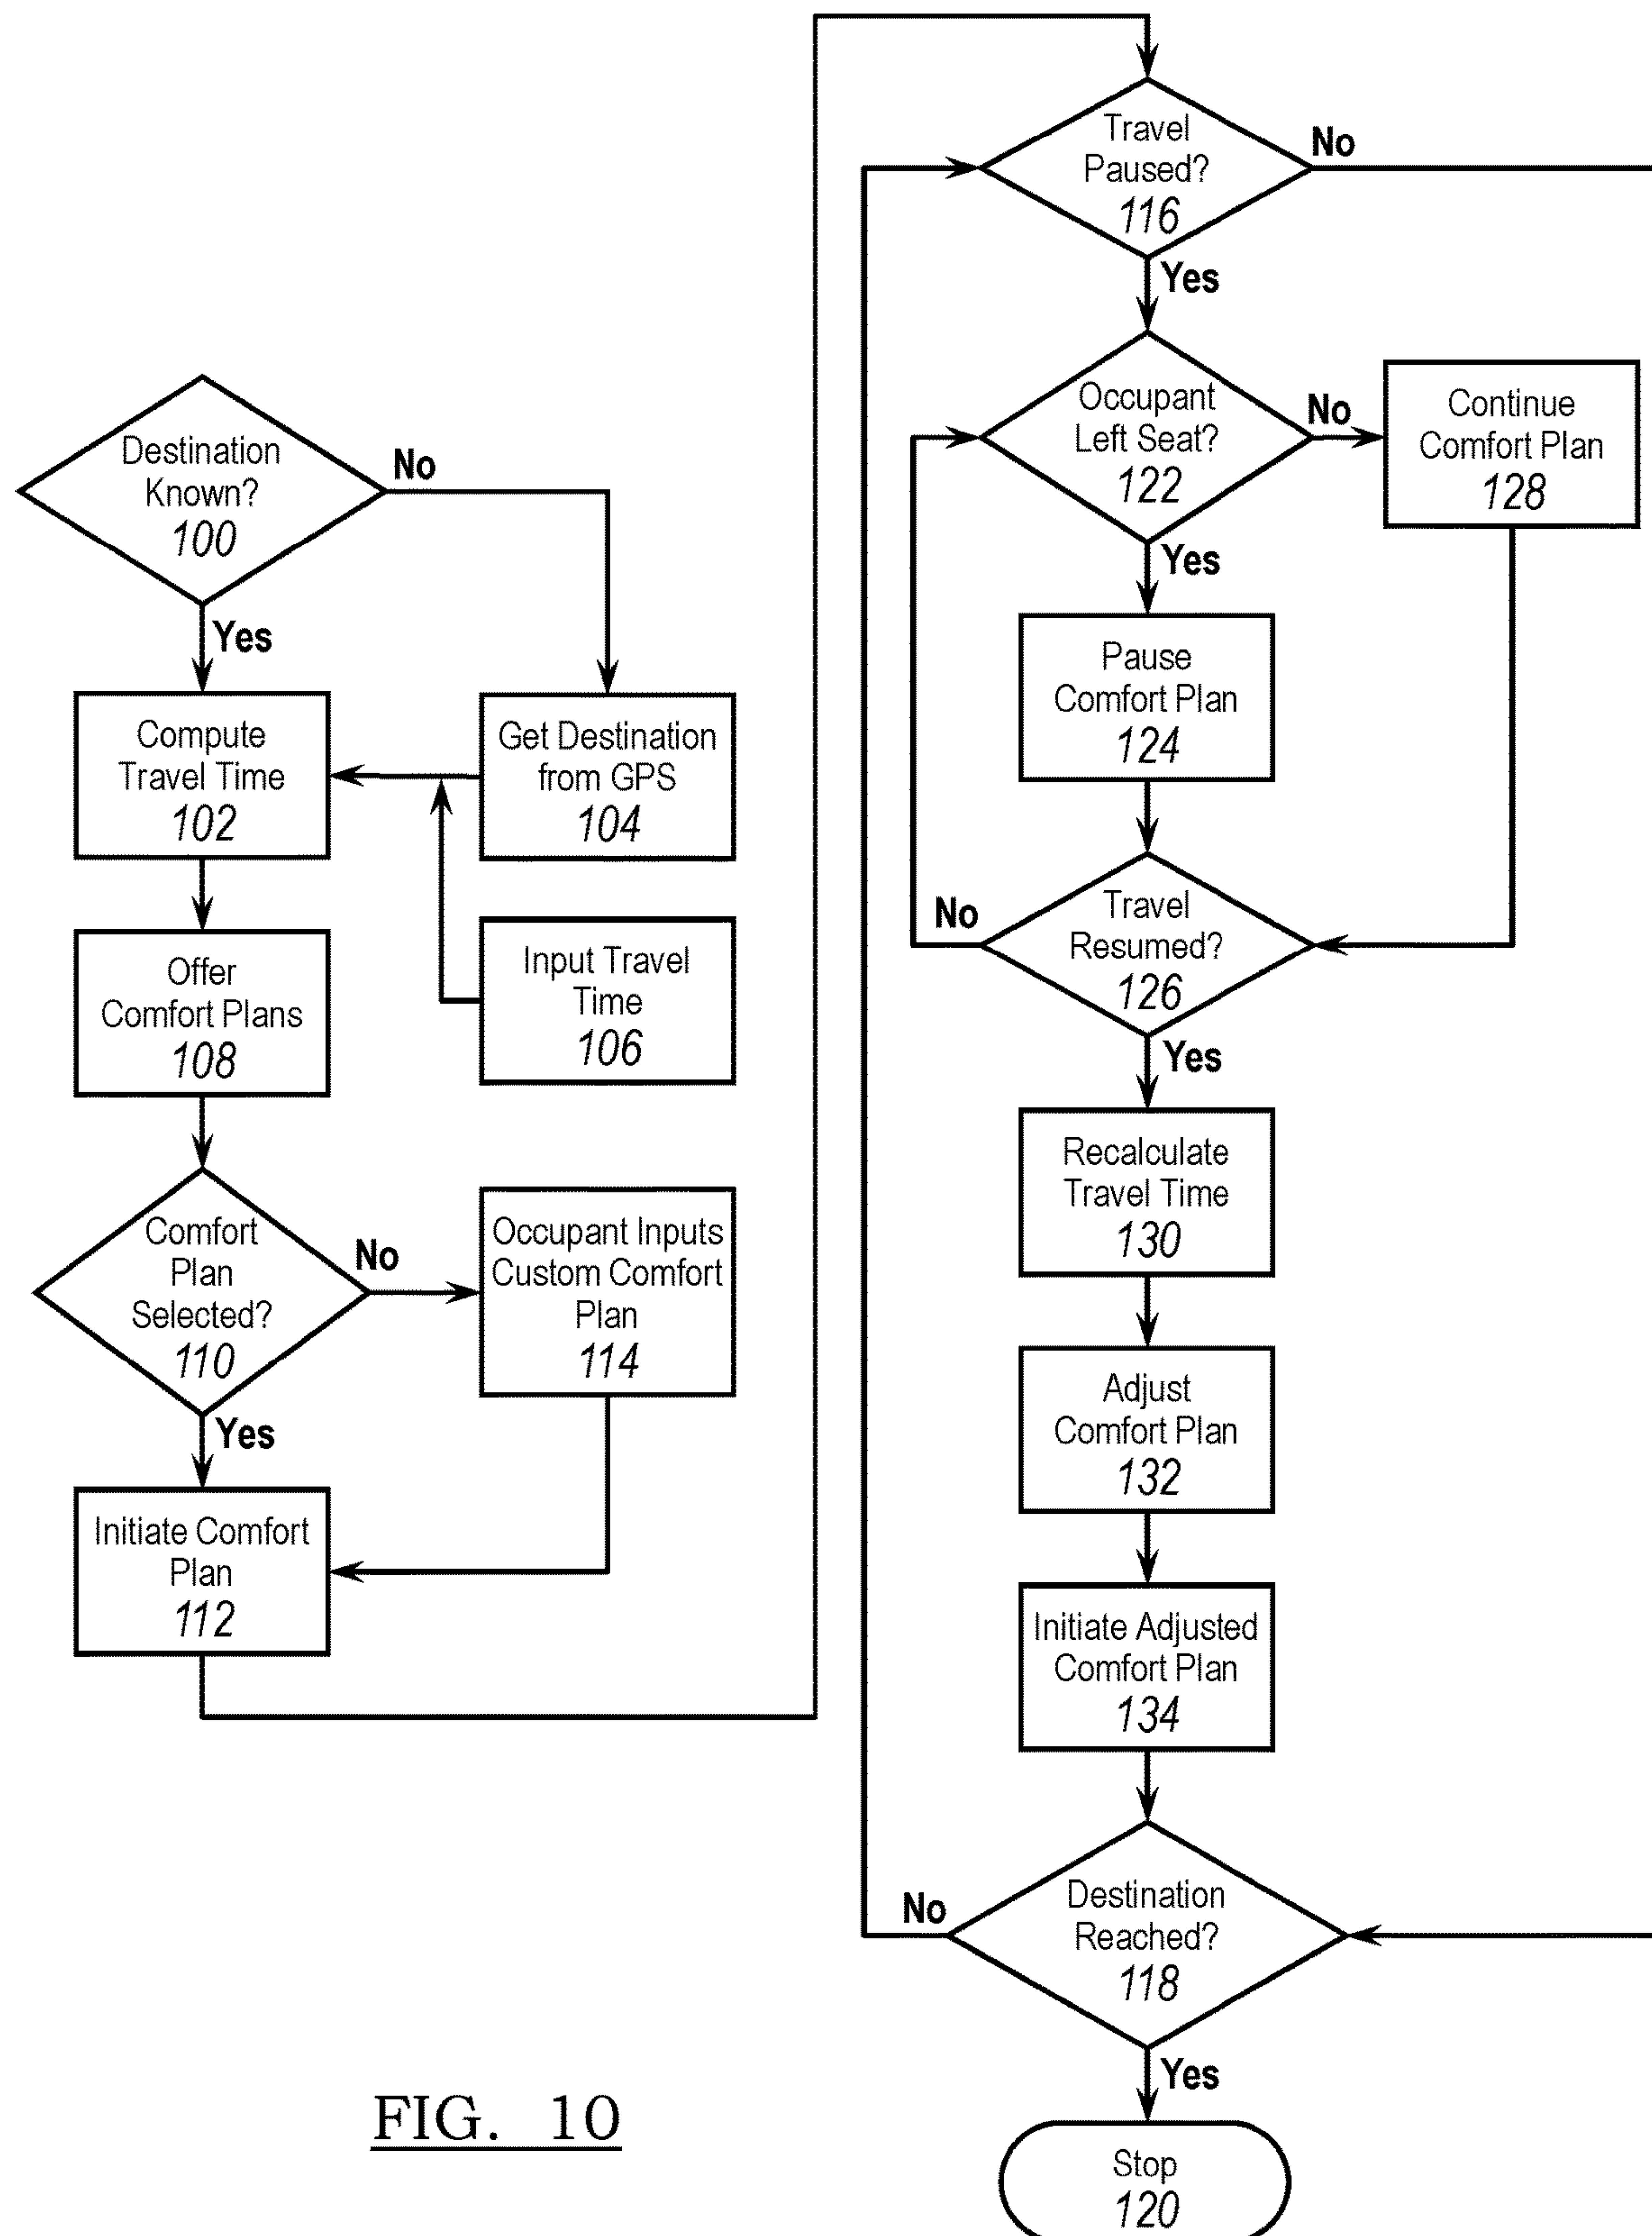 Destination
Known?
100
No
Yes
Compute
Travel Time
102
Get Destination
from GPS
104
Input Travel
Time
106
Offer
Comfort Plans
108
Comfort
Plan
Selected?
110
No
Yes
Occupant Inputs
Custom Comfort
Plan
114
Initiate Comfort
Plan
112
Travel
Paused?
116
No
Yes
Occupant
Left Seat?
122
No
Yes
Continue
Comfort Plan
128
Pause
Comfort Plan
124
Travel
Resumed?
126
No
Yes
Recalculate
Travel Time
130
Adjust
Comfort Plan
132
Initiate Adjusted
Comfort Plan
134
Destination
Reached?
118
No
Yes
Stop
120
FIG. 10